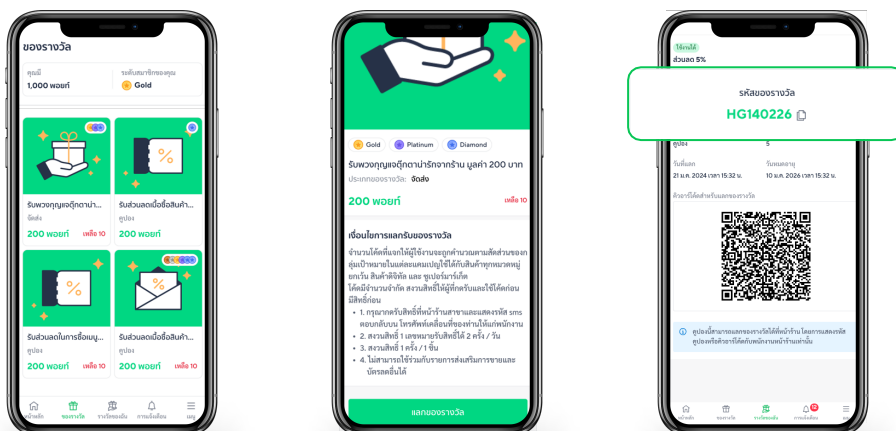 ของรางวัล
คุณมี
1,000 พอยท์
ระดับสมาชิกของคุณ
Gold
รับพวงกุญแจตุ๊กตาน่า...
จัดส่ง
200 พอยท์
เหลือ 10
รับส่วนลดเมื่อซื้อสินค้า...
คูปอง
200 พอยท์
รับส่วนลดในการซื้อเมนู...
คูปอง
200 พอยท์
เหลือ 10
รับส่วนลดเมื่อซื้อสินค้า...
คูปอง
200 พอยท์
เหลือ 10
หน้าหลัก
ของรางวัล
รางวัลของฉัน
การแจ้งเตือน
เมนู
Gold
Platinum
Diamond
รับพวงกุญแจตุ๊กตาน่ารักจากร้าน มูลค่า 200 บาท
ประเภทของรางวัล: จัดส่ง
200 พอยท์
เหลือ 10
เงื่อนไขการแลกรับของรางวัล
จำนวนโค้ดที่แจกให้ผู้ใช้งานจะถูกคำนวณตามสัดส่วนของก
ลุ่มเป้าหมายในแต่ละแคมเปญใช้ได้กับสินค้าทุกหมวดหมู่
ยกเว้น สินค้าดิจิทัล และ ซูเปอร์มาร์เก็ต
โค้ดมีจำนวนจำกัด สงวนสิทธิ์ให้ผู้ที่กดรับและใช้โค้ดก่อน
มีสิทธิ์ก่อน
• 1. กรุณากดรับสิทธิ์ที่หน้าร้านสาขาและแสดงรหัส sms
ตอบกลับบน โทรศัพท์เคลื่อนที่ของท่านให้แก่พนักงาน
• 2. สงวนสิทธิ์ 1 เลขหมายรับสิทธิ์ได้ 2 ครั้ง / วัน
• 3. สงวนสิทธิ์ 1 ครั้ง / 1 ชิ้น
• 4. ไม่สามารถใช้ร่วมกับรายการส่งเสริมการขายและ
บัตรลดอื่นได้
แลกของรางวัล
ใช้งานได้
ส่วนลด 5%
รหัสของรางวัล
HG140226
คูปอง
5
วันที่แลก
21 ม.ค. 2024 เวลา 15:32 น.
วันหมดอายุ
10 ม.ค. 2026 เวลา 15:32 น.
คิวอาร์โค้ดสำหรับแลกของรางวัล
คูปองนี้สามารถแลกของรางวัลได้ที่หน้าร้าน โดยการแสดงรหัส
คูปองหรือคิวอาร์โค้ดกับพนักงานหน้าร้านเท่านั้น
หน้าหลัก
ของรางวัล
รางวัลของฉัน
การแจ้งเตือน